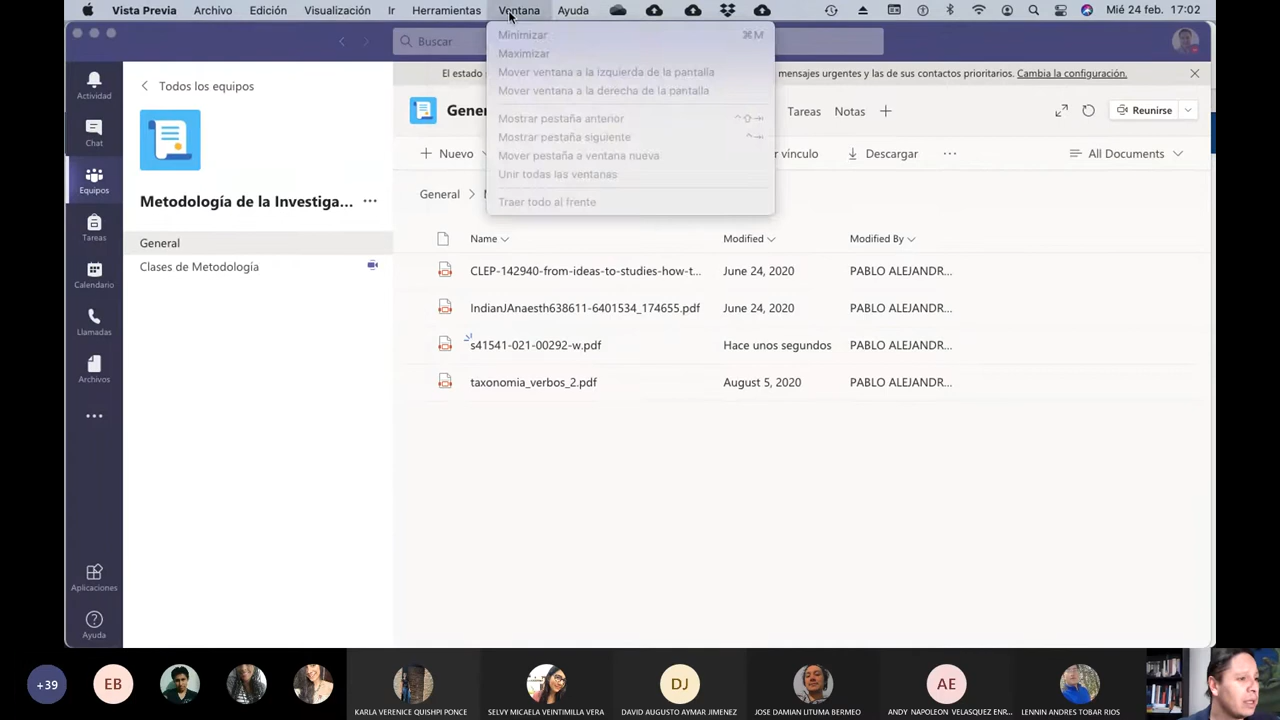 Vista Previa Archivo Edición Visualización Ir Herramientas Ventana Ayuda Mié 24 feb. 17:02
Minimizar ⌘M
Maximizar
Mover ventana a la izquierda de la pantalla
Mover ventana a la derecha de la pantalla
Mostrar pestaña anterior ^⇧⇥
Mostrar pestaña siguiente ^⇥
Mover pestaña a ventana nueva
Unir todas las ventanas
Traer todo al frente
Buscar
El estado mensajes urgentes y las de sus contactos prioritarios. Cambia la configuración.
Actividad
Chat
Equipos
Tareas
Calendario
Llamadas
Archivos
Aplicaciones
Ayuda
Todos los equipos
Metodología de la Investiga...
General
Clases de Metodología
Gener Tareas Notas Reunirse
Nuevo r vínculo Descargar All Documents
General
Name Modified Modified By
CLEP-142940-from-ideas-to-studies-how-t... June 24, 2020 PABLO ALEJANDR...
IndianJAnaesth638611-6401534_174655.pdf June 24, 2020 PABLO ALEJANDR...
s41541-021-00292-w.pdf Hace unos segundos PABLO ALEJANDR...
taxonomia_verbos_2.pdf August 5, 2020 PABLO ALEJANDR...
+39 EB DJ AE
KARLA VERENICE QUISHPI PONCE SELVY MICAELA VEINTIMILLA VERA DAVID AUGUSTO AYMAR JIMENEZ JOSE DAMIAN LITUMA BERMEO ANDY NAPOLEON VELASQUEZ ENR... LENNIN ANDRES TOBAR RIOS